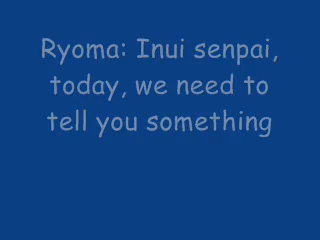 Ryoma: Inui senpai,
today, we need to
tell you something